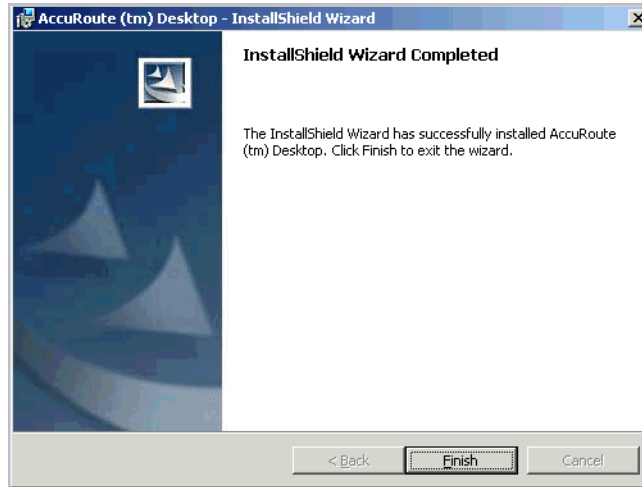 AccuRoute (tm) Desktop - InstallShield Wizard
InstallShield Wizard Completed
The InstallShield Wizard has successfully installed AccuRoute
(tm) Desktop. Click Finish to exit the wizard.
< Back Finish Cancel